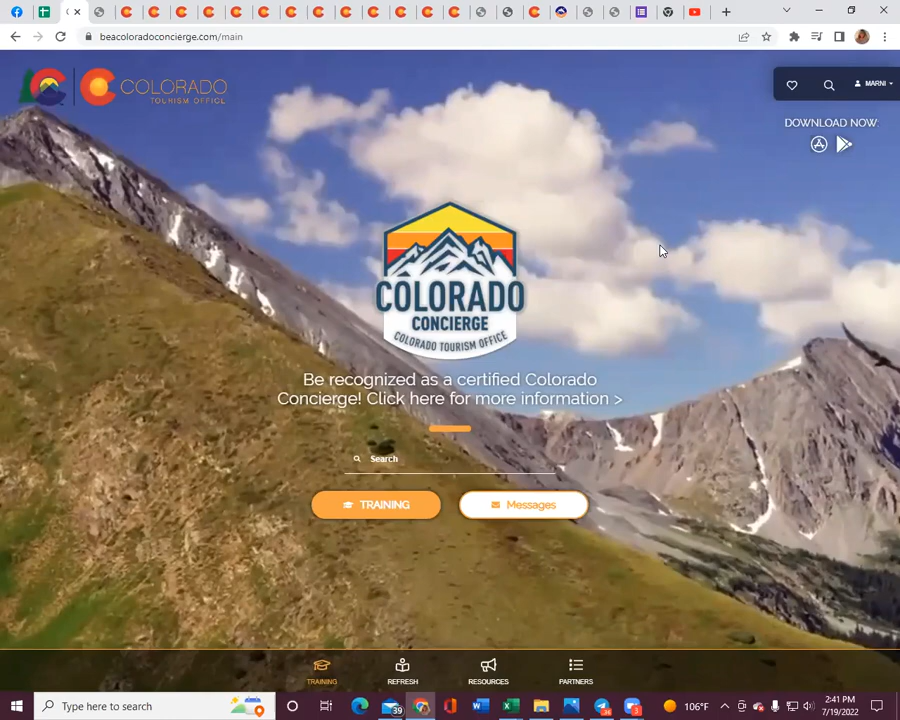 beacoloradoconcierge.com/main
COLORADO
TOURISM OFFICE
MARNI
DOWNLOAD NOW:
COLORADO
CONCIERGE
COLORADO TOURISM OFFICE
Be recognized as a certified Colorado
Concierge! Click here for more information >
Search
TRAINING
Messages
TRAINING
REFRESH
RESOURCES
PARTNERS
Type here to search
39
W
X
36
3
106°F
2:41 PM
7/19/2022